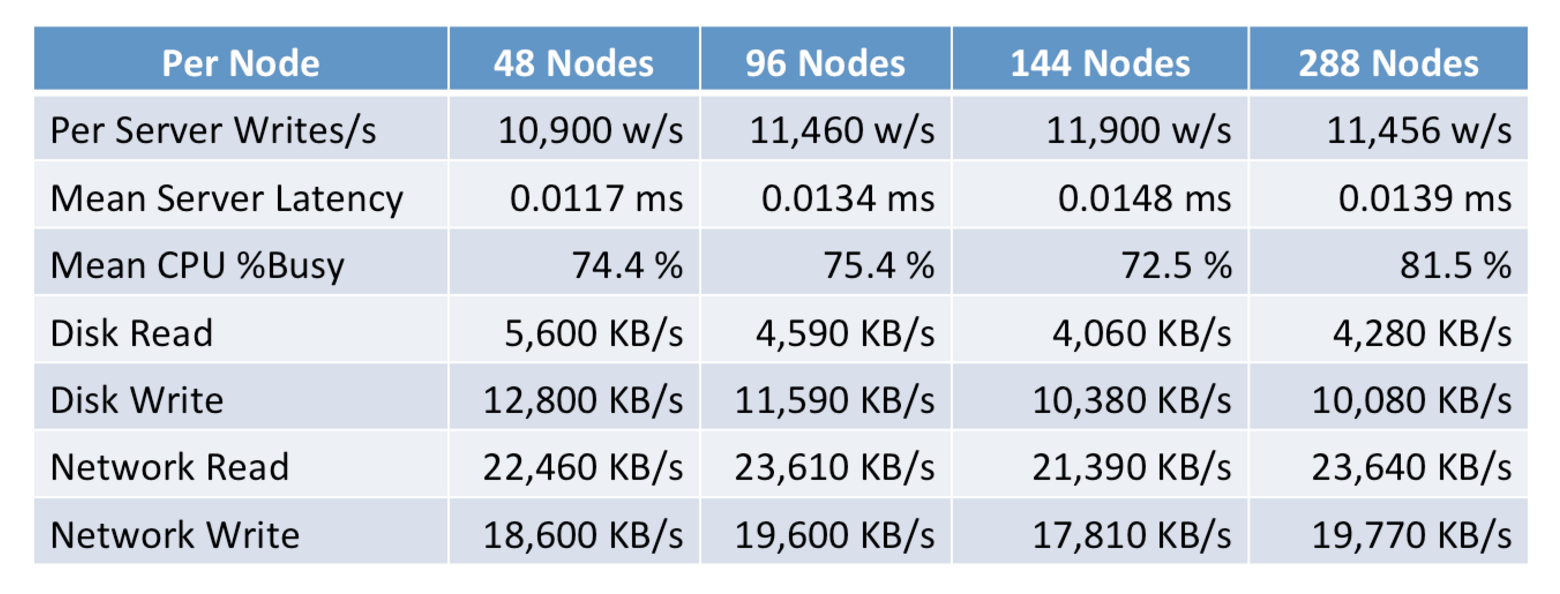 Per Node 48 Nodes 96 Nodes 144 Nodes 288 Nodes
Per Server Writes/s 10,900 w/s 11,460 w/s 11,900 w/s 11,456 w/s
Mean Server Latency 0.0117 ms 0.0134 ms 0.0148 ms 0.0139 ms
Mean CPU %Busy 74.4 % 75.4 % 72.5 % 81.5 %
Disk Read 5,600 KB/s 4,590 KB/s 4,060 KB/s 4,280 KB/s
Disk Write 12,800 KB/s 11,590 KB/s 10,380 KB/s 10,080 KB/s
Network Read 22,460 KB/s 23,610 KB/s 21,390 KB/s 23,640 KB/s
Network Write 18,600 KB/s 19,600 KB/s 17,810 KB/s 19,770 KB/s